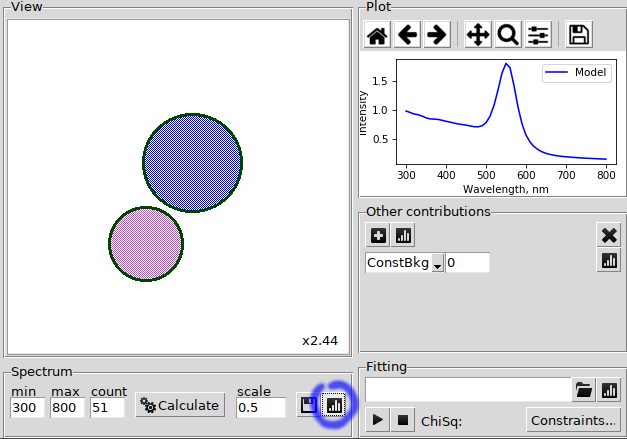 View
x2.44
Spectrum
min max count scale
300 800 51 Calculate 0.5
Plot
Model
Intensity
1.5
1.0
0.5
300 400 500 600 700 800
Wavelength, nm
Other contributions
ConstBkg 0
Fitting
ChiSq: Constraints...